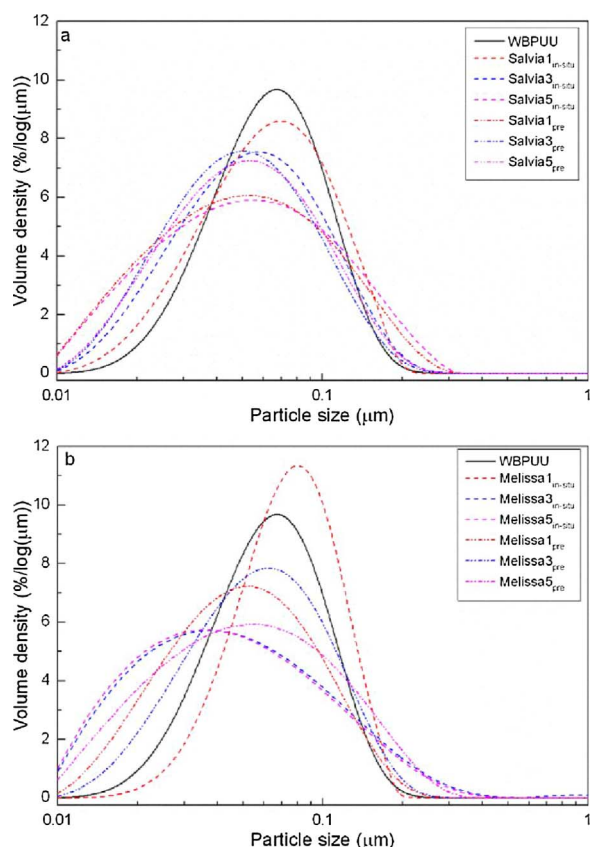 a
WBPUU
Salvia1in-situ
Salvia3in-situ
Salvia5in-situ
Salvia1pre
Salvia3pre
Salvia5pre
Volume density (%/log(μm))
12
10
8
6
4
2
0
0.01
0.1
1
Particle size (μm)
b
WBPUU
Melissa1in-situ
Melissa3in-situ
Melissa5in-situ
Melissa1pre
Melissa3pre
Melissa5pre
Volume density (%/log(μm))
12
10
8
6
4
2
0
0.01
0.1
1
Particle size (μm)